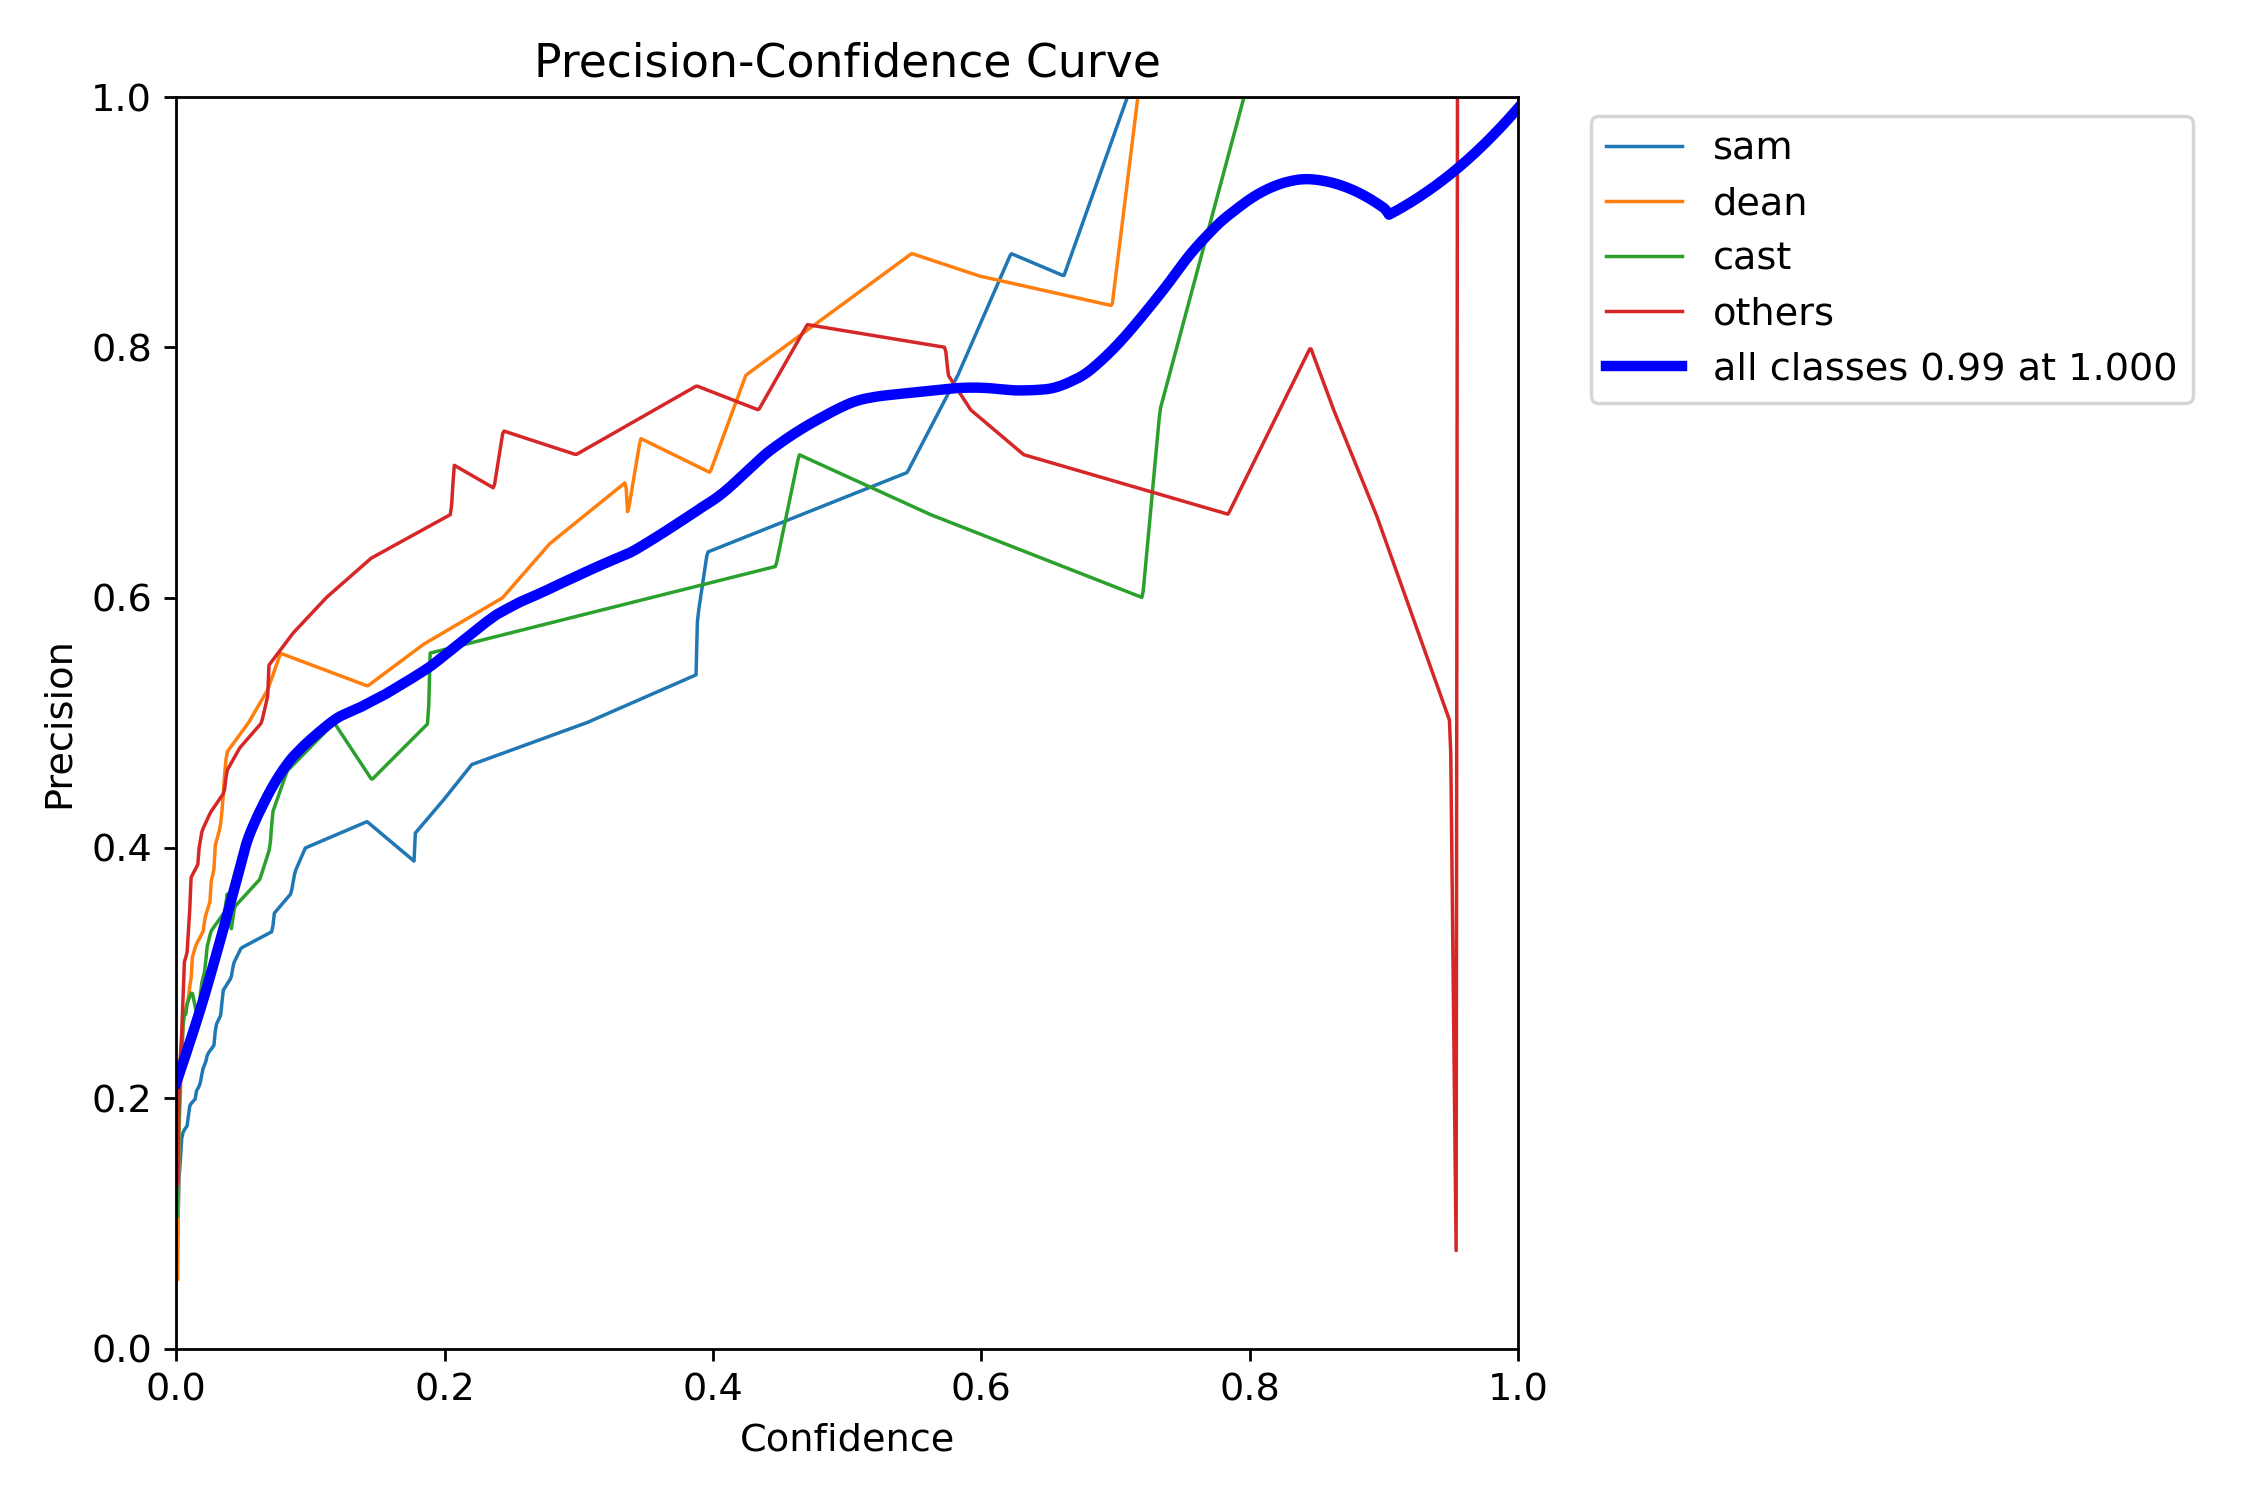 Precision-Confidence Curve
1.0
0.8
0.6
0.4
0.2
0.0
Precision
0.0 0.2 0.4 0.6 0.8 1.0
Confidence
sam
dean
cast
others
all classes 0.99 at 1.000